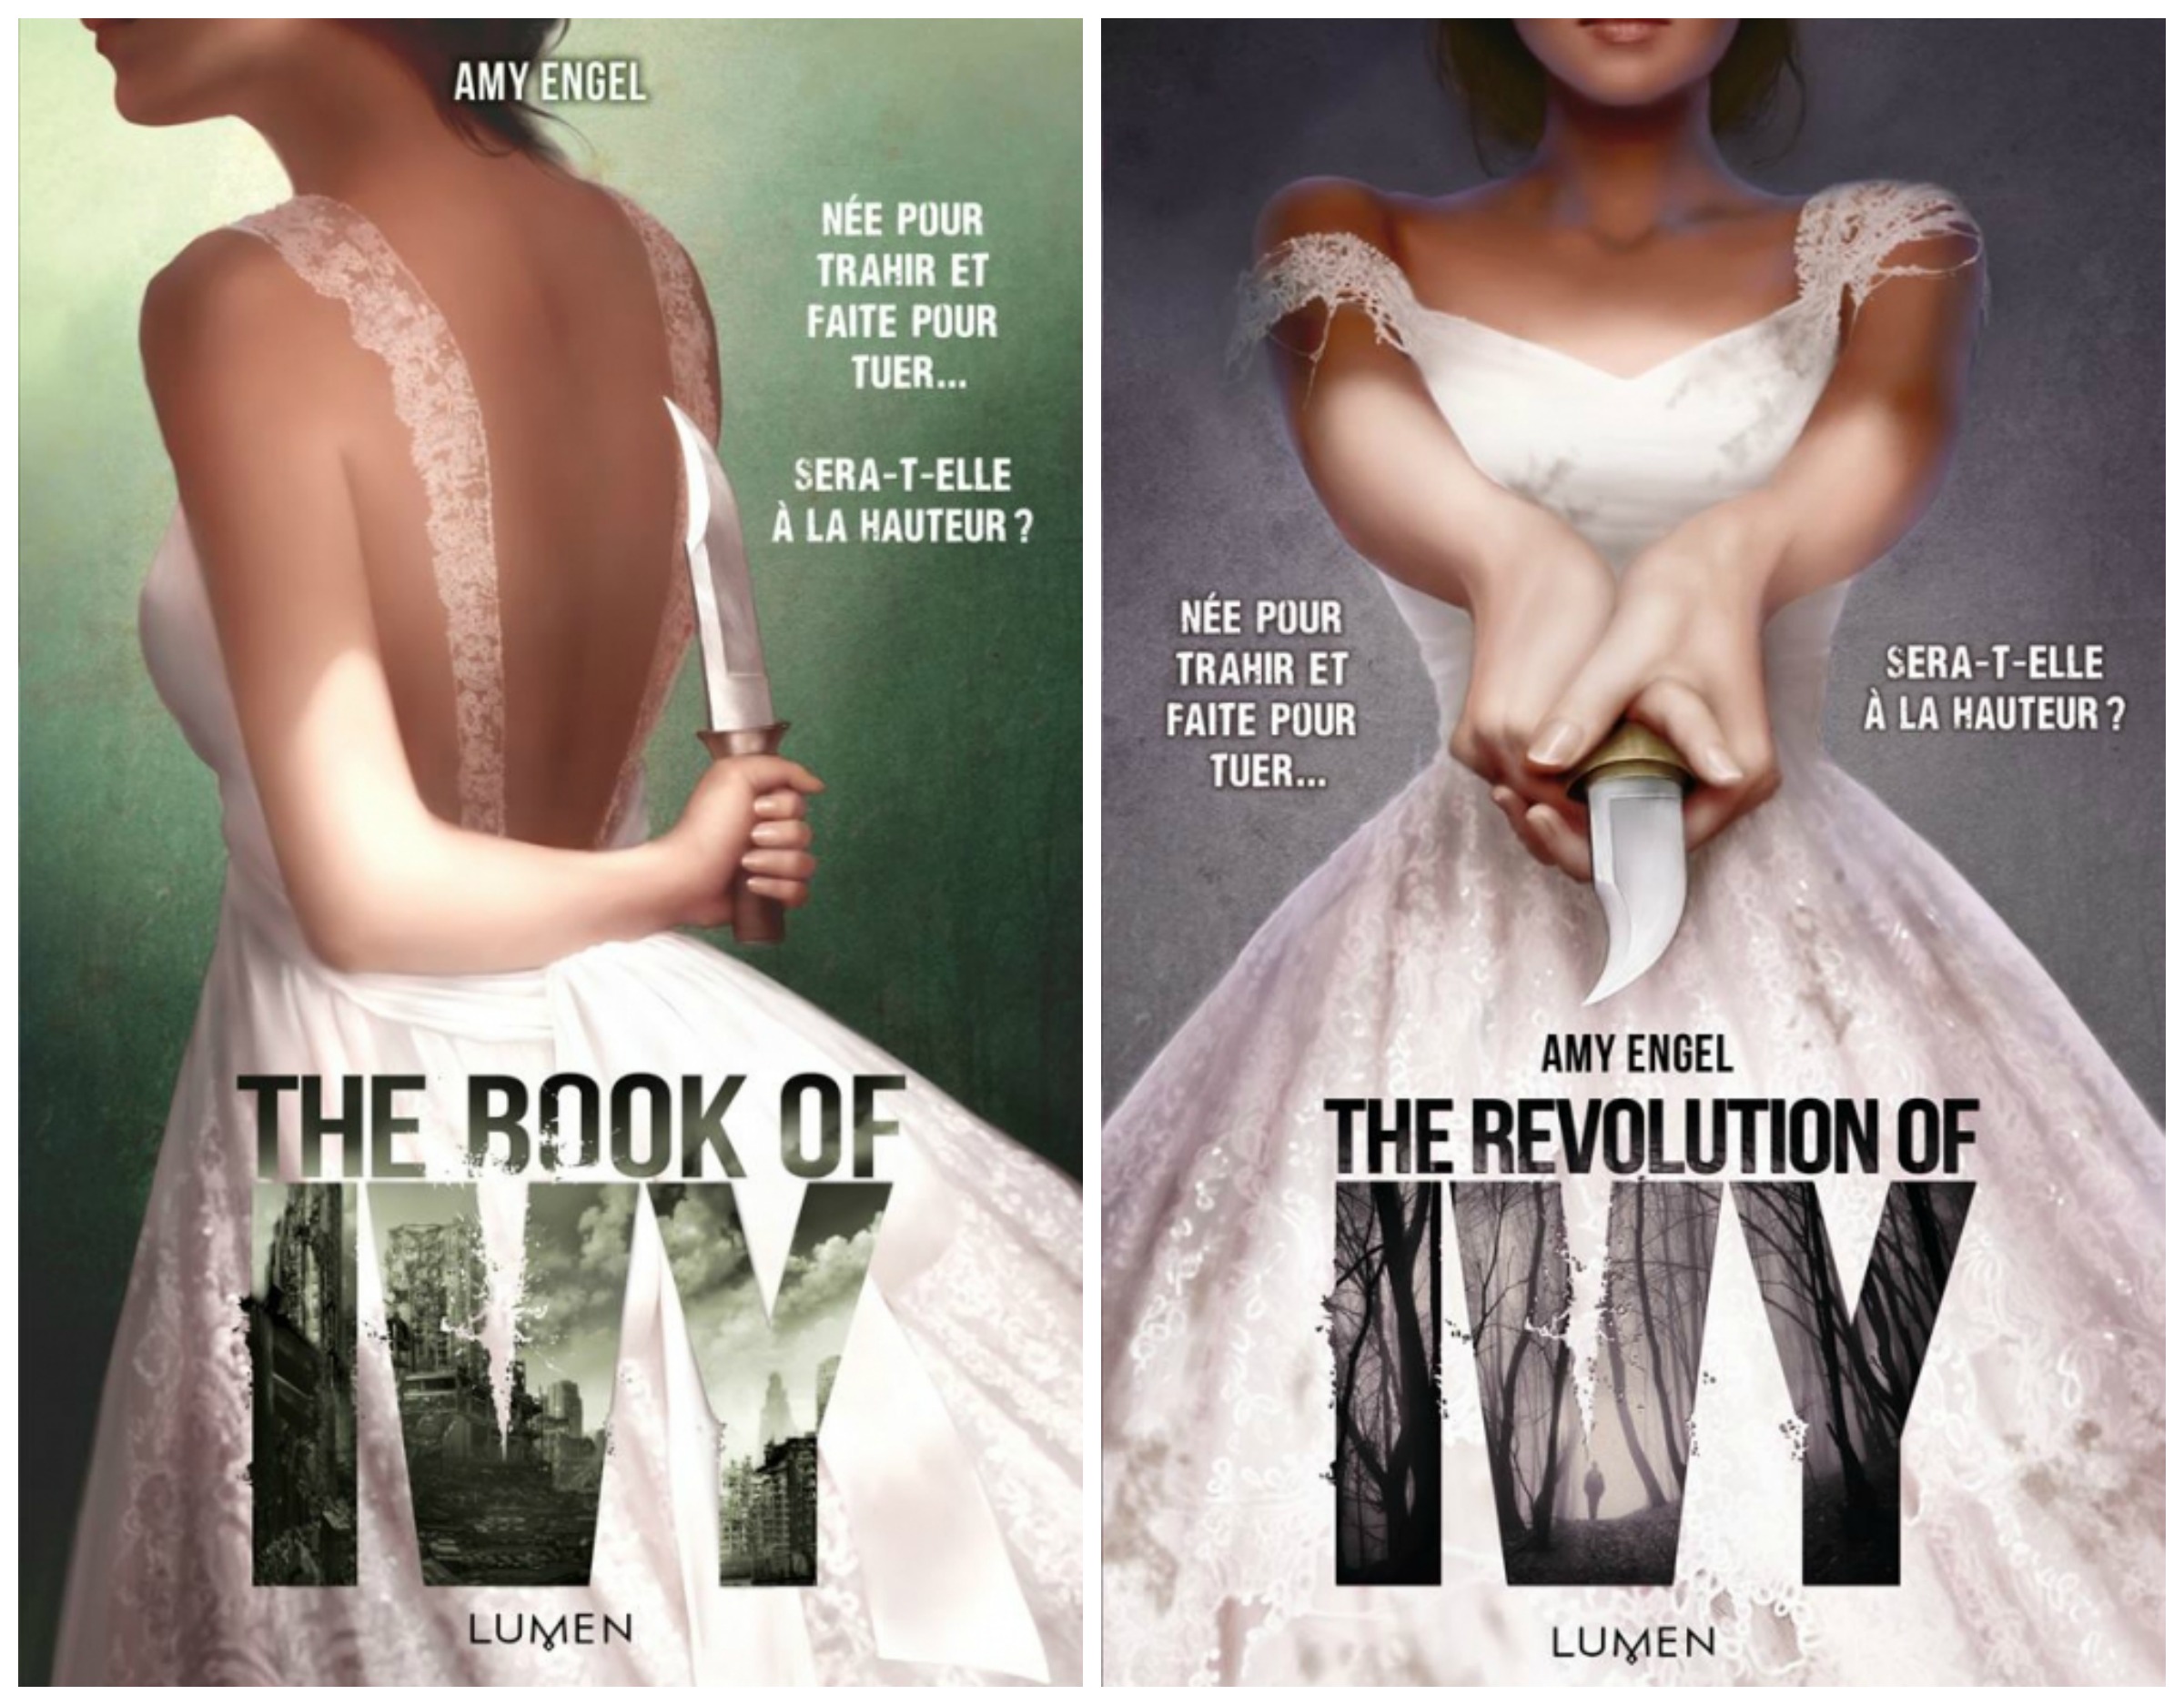 AMY ENGEL
NÉE POUR
TRAHIR ET
FAITE POUR
TUER...
SERA-T-ELLE
À LA HAUTEUR ?
THE BOOK OF
IVY
LUMEN
NÉE POUR
TRAHIR ET
FAITE POUR
TUER...
SERA-T-ELLE
À LA HAUTEUR ?
AMY ENGEL
THE REVOLUTION OF
IVY
LUMEN